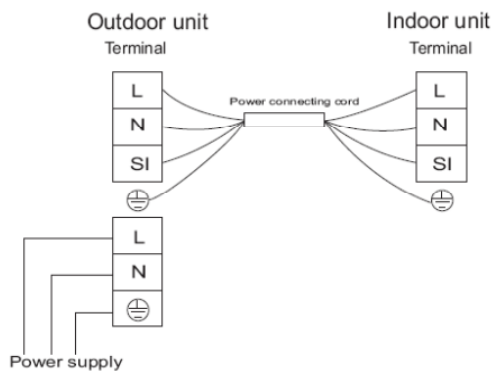 Outdoor unit
Indoor unit
Terminal
Terminal
Power connecting cord
L
L
N
N
SI
SI
L
N
Power supply